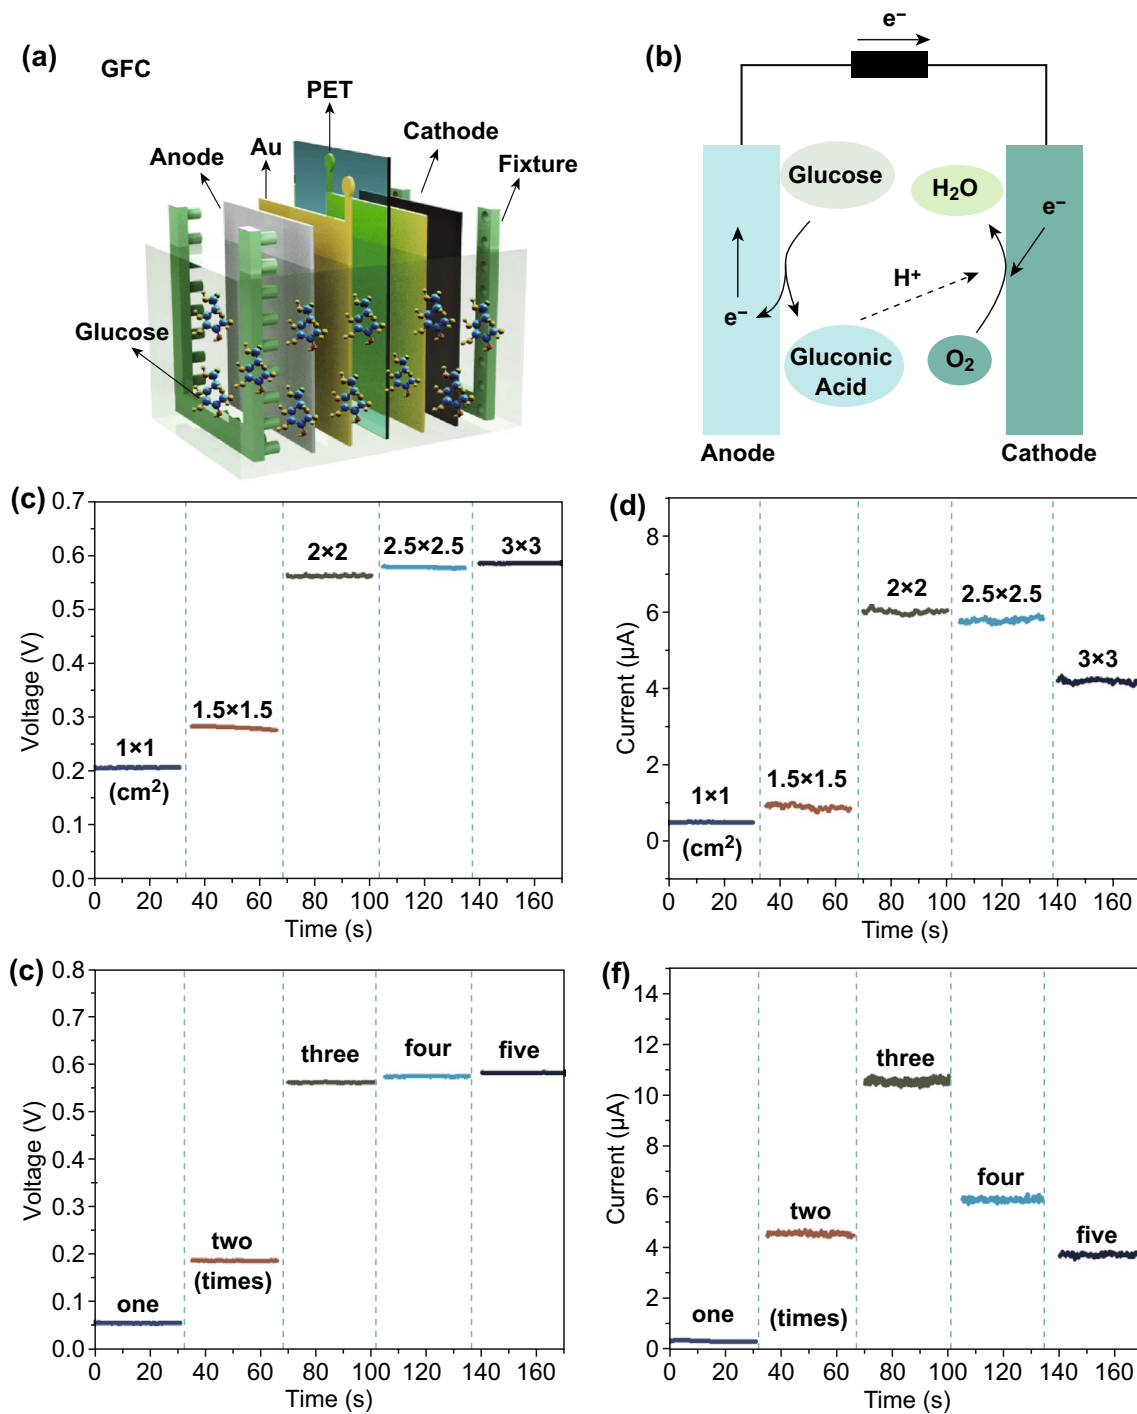 (a)
GFC
PET
Cathode
Au
Anode
Fixture
Glucose
(b)
e⁻
Glucose
H₂O
e⁻
H⁺
e⁻
Gluconic
Acid
O₂
Anode
Cathode
(c)
0.7
0.6
0.5
0.4
0.3
0.2
0.1
0.0
Voltage (V)
1×1
(cm²)
1.5×1.5
2×2
2.5×2.5
3×3
0 20 40 60 80 100 120 140 160
Time (s)
(d)
8
6
4
2
0
Current (µA)
1×1
(cm²)
1.5×1.5
2×2
2.5×2.5
3×3
0 20 40 60 80 100 120 140 160
Time (s)
(c)
0.8
0.7
0.6
0.5
0.4
0.3
0.2
0.1
0.0
Voltage (V)
one
two
(times)
three
four
five
0 20 40 60 80 100 120 140 160
Time (s)
(f)
14
12
10
8
6
4
2
0
Current (µA)
one
two
(times)
three
four
five
0 20 40 60 80 100 120 140 160
Time (s)